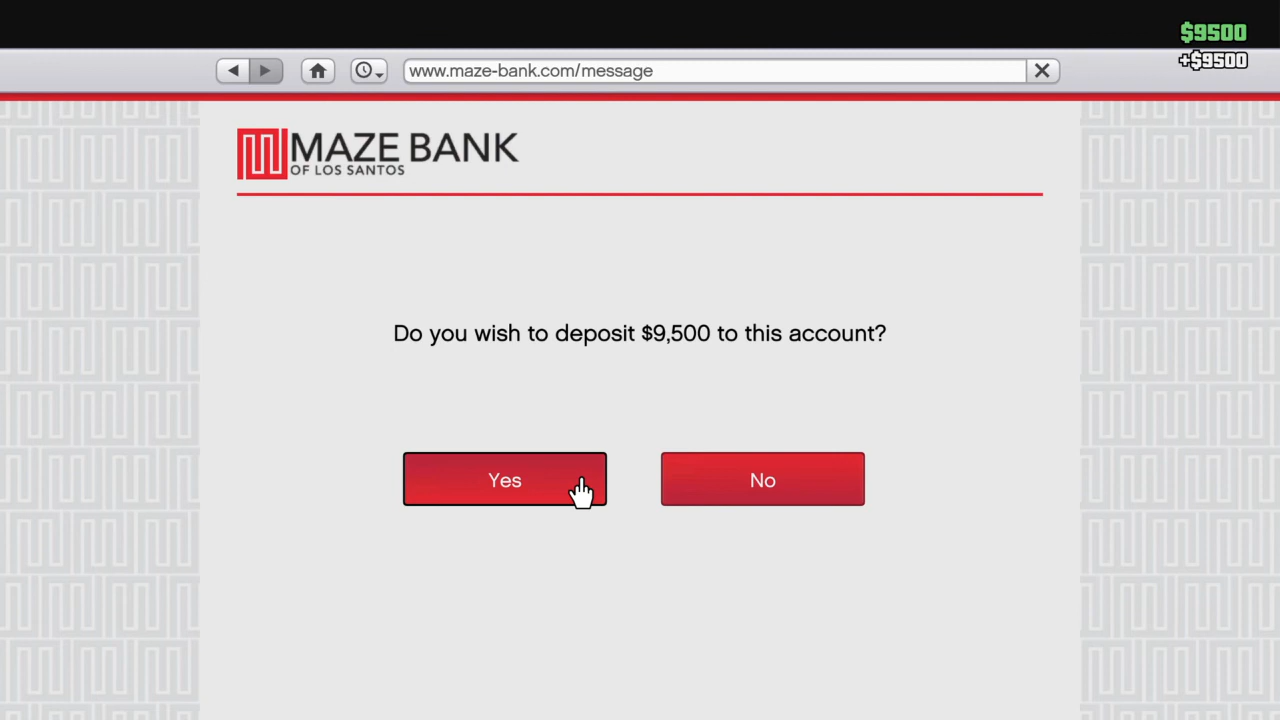 $9500
+$9500
www.maze-bank.com/message
MAZE BANK
OF LOS SANTOS
Do you wish to deposit $9,500 to this account?
Yes
No